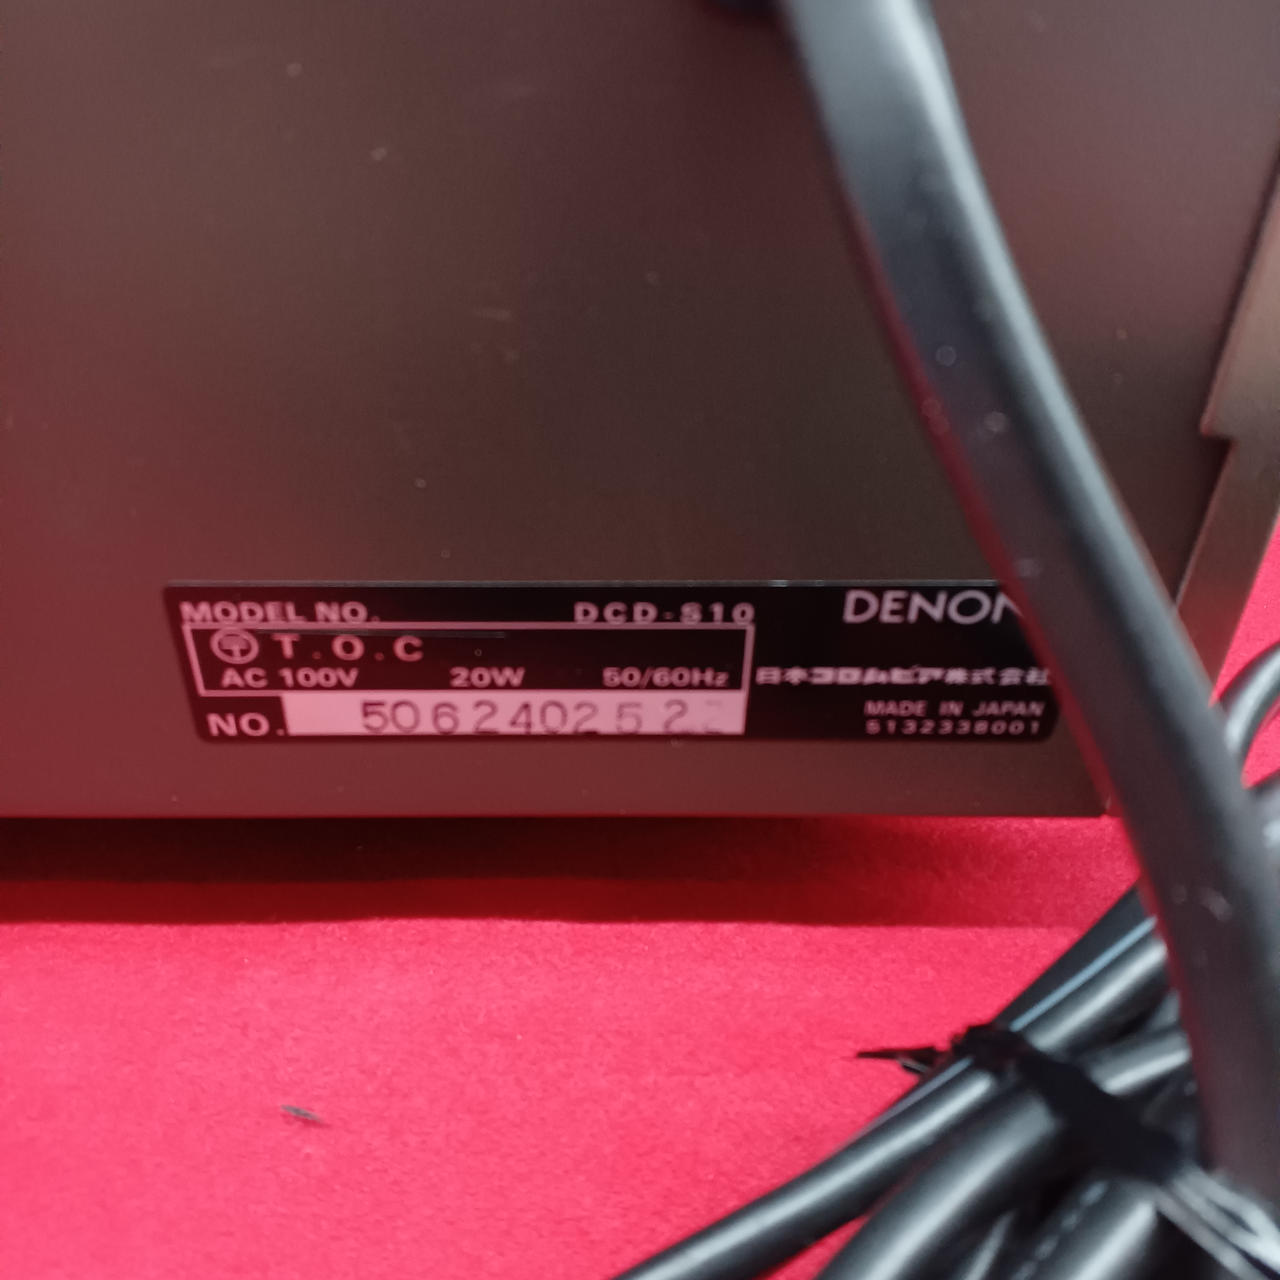 MODEL NO. DCD-S10
DENON
T.O.C
AC 100V 20W 50/60Hz
日本コロムビア株式会社
NO. 506240252
MADE IN JAPAN
5132338001